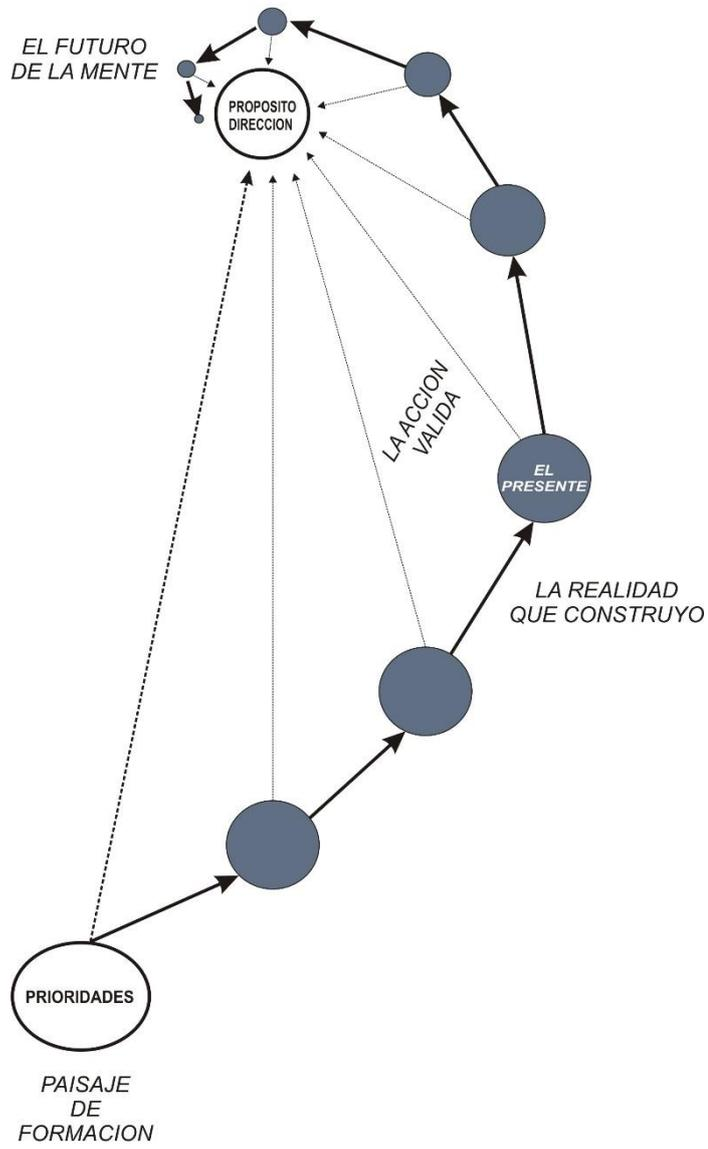 EL FUTURO
DE LA MENTE
PROPOSITO
DIRECCION
LA ACCION
VALIDA
EL
PRESENTE
LA REALIDAD
QUE CONSTRUYO
PRIORIDADES
PAISAJE
DE
FORMACION